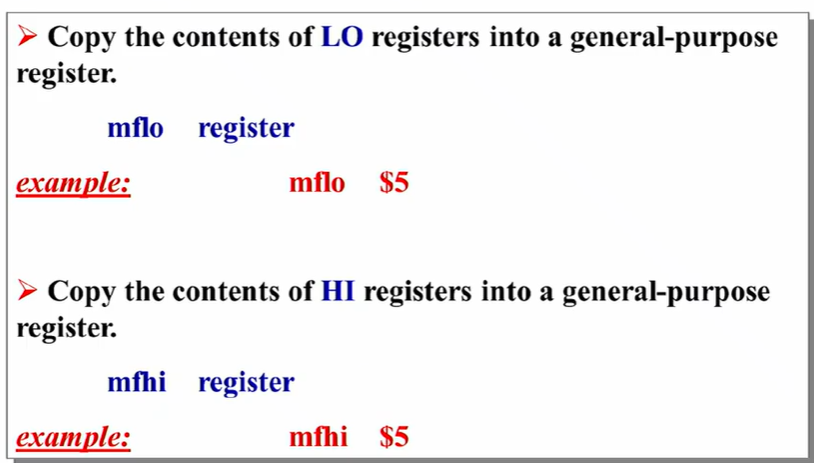 ➢ Copy the contents of LO registers into a general-purpose
register.
mflo register
example: mflo $5
➢ Copy the contents of HI registers into a general-purpose
register.
mfhi register
example: mfhi $5